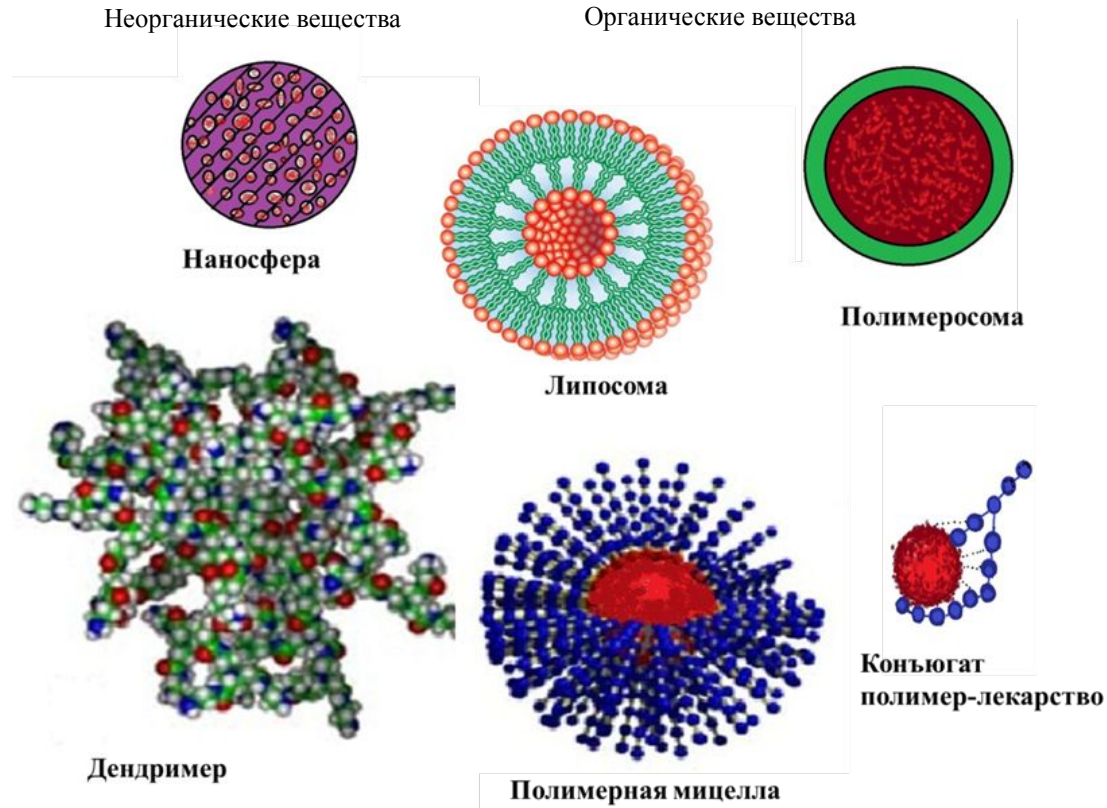 Неорганические вещества
Органические вещества
Наносфера
Липосома
Полимеросома
Дендример
Полимерная мицелла
Конъюгат
полимер-лекарство